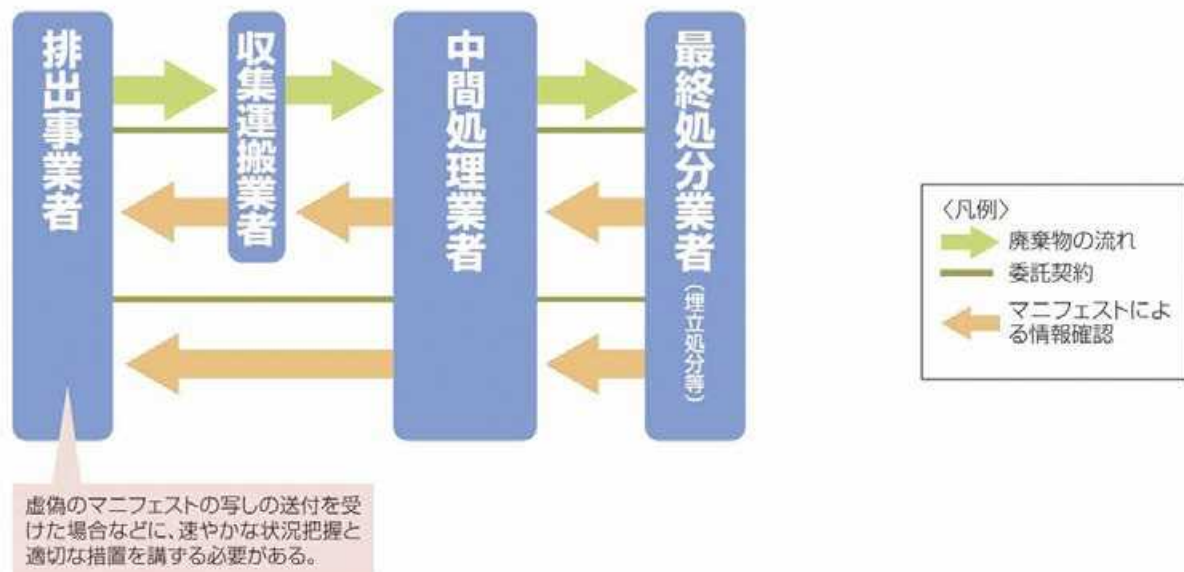 排出事業者
収集運搬業者
中間処理業者
最終処分業者(埋立処分等)
〈凡例〉
廃棄物の流れ
委託契約
マニフェストによ
る情報確認
虚偽のマニフェストの写しの送付を受
けた場合などに、速やかな状況把握と
適切な措置を講ずる必要がある。